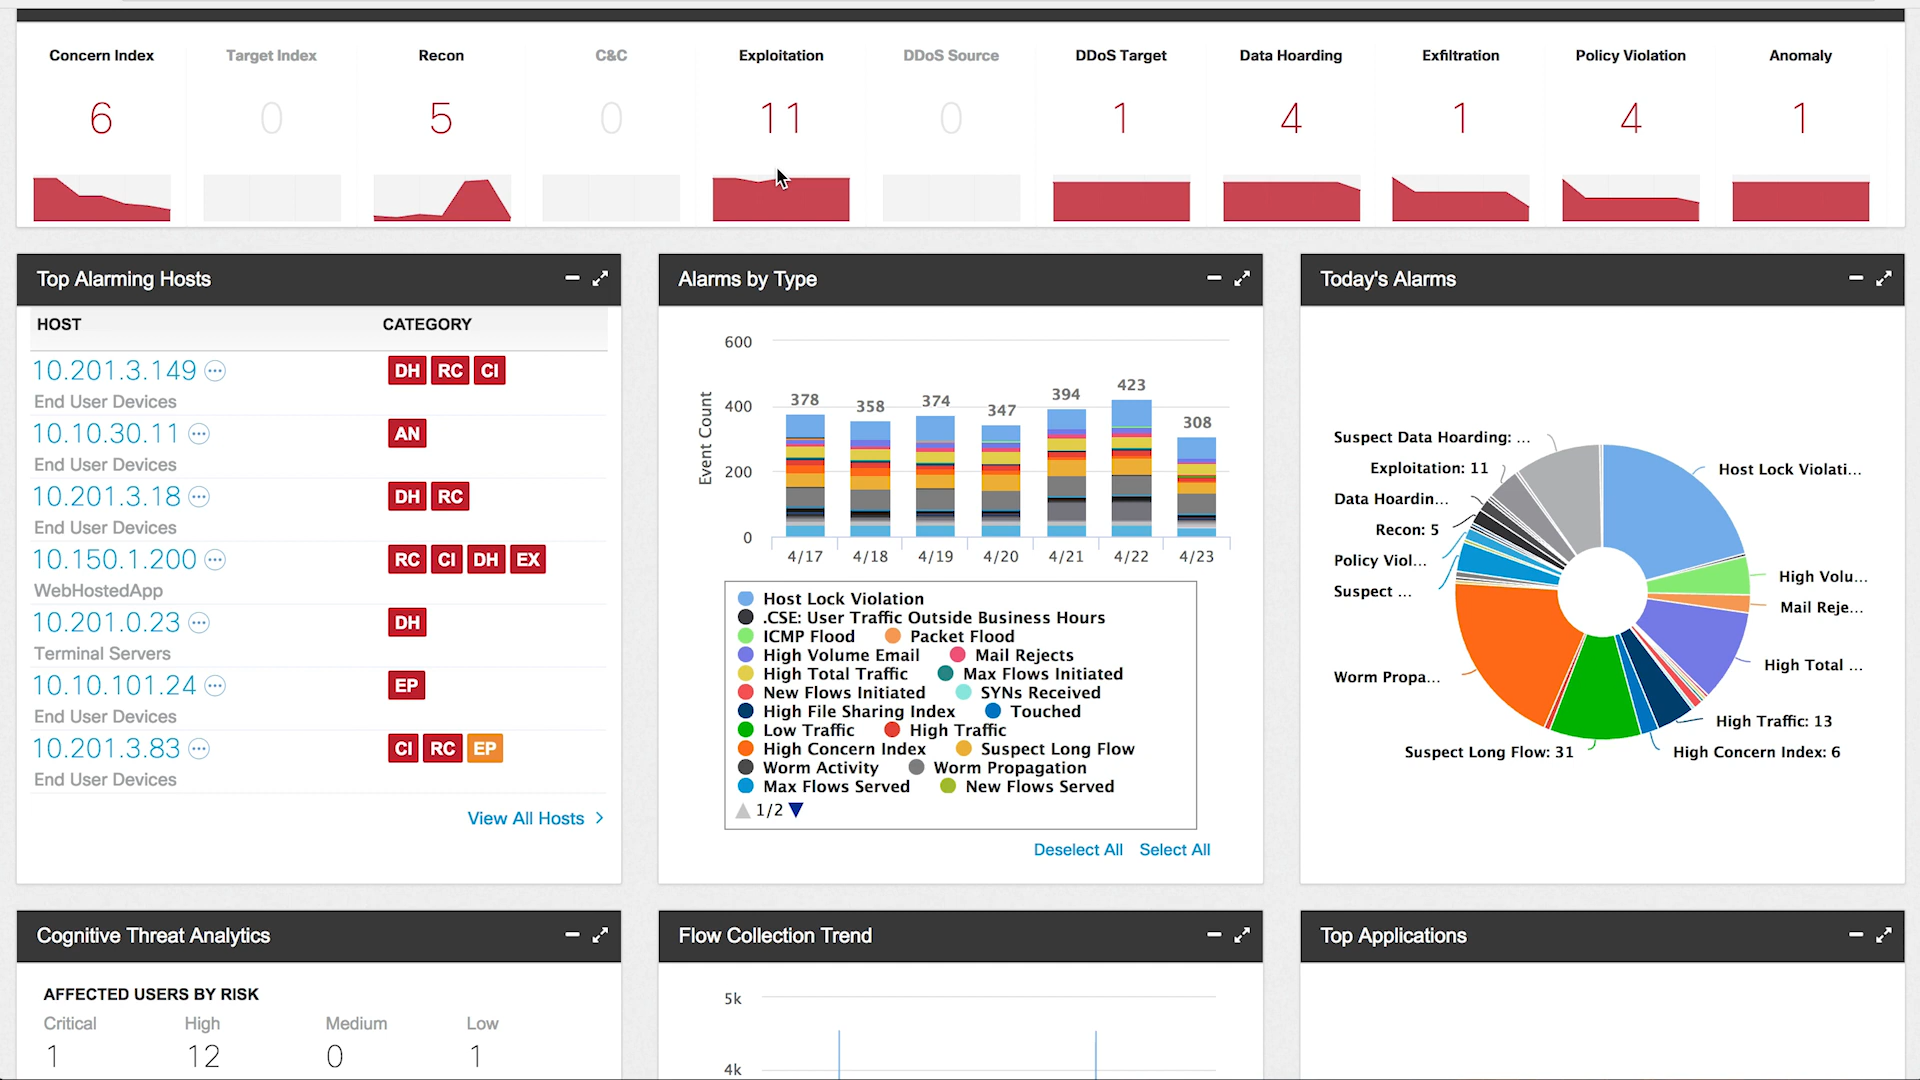 Concern Index Target Index Recon C&C Exploitation DDoS Source DDoS Target Data Hoarding Exfiltration Policy Violation Anomaly
6 0 5 0 11 0 1 4 1 4 1
Top Alarming Hosts
HOST CATEGORY
10.201.3.149 DH RC CI
End User Devices
10.10.30.11 AN
End User Devices
10.201.3.18 DH RC
End User Devices
10.150.1.200 RC CI DH EX
WebHostedApp
10.201.0.23 DH
Terminal Servers
10.10.101.24 EP
End User Devices
10.201.3.83 CI RC EP
End User Devices
View All Hosts
Alarms by Type
Event Count
600
400
200
0
378 358 374 347 394 423 308
4/17 4/18 4/19 4/20 4/21 4/22 4/23
Host Lock Violation
.CSE: User Traffic Outside Business Hours
ICMP Flood Packet Flood
High Volume Email Mail Rejects
High Total Traffic Max Flows Initiated
New Flows Initiated SYNs Received
High File Sharing Index Touched
Low Traffic High Traffic
High Concern Index Suspect Long Flow
Worm Activity Worm Propagation
Max Flows Served New Flows Served
1/2
Deselect All Select All
Today's Alarms
Suspect Data Hoarding: ...
Exploitation: 11
Data Hoardin...
Recon: 5
Policy Viol...
Suspect ...
Worm Propa...
Suspect Long Flow: 31
Host Lock Violati...
High Volu...
Mail Reje...
High Total ...
High Traffic: 13
High Concern Index: 6
Cognitive Threat Analytics
AFFECTED USERS BY RISK
Critical High Medium Low
1 12 0 1
Flow Collection Trend
5k
4k
Top Applications